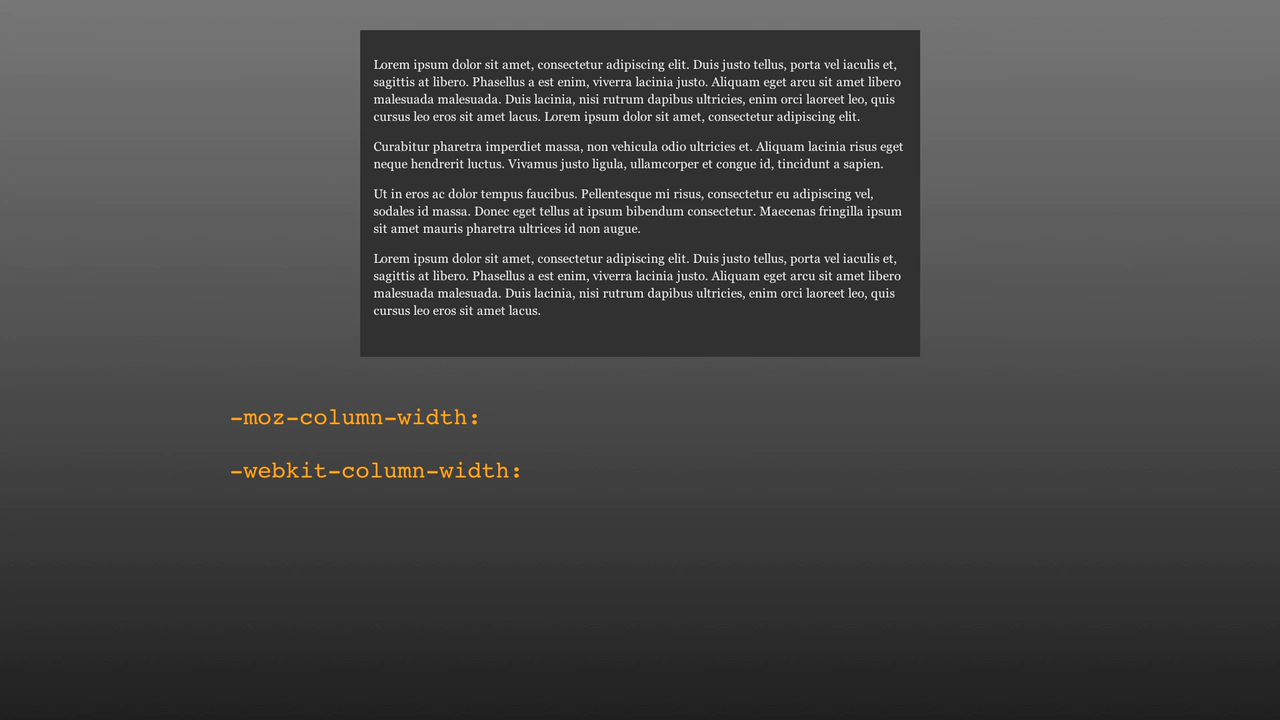 Lorem ipsum dolor sit amet, consectetur adipiscing elit. Duis justo tellus, porta vel iaculis et,
sagittis at libero. Phasellus a est enim, viverra lacinia justo. Aliquam eget arcu sit amet libero
malesuada malesuada. Duis lacinia, nisi rutrum dapibus ultricies, enim orci laoreet leo, quis
cursus leo eros sit amet lacus. Lorem ipsum dolor sit amet, consectetur adipiscing elit.
Curabitur pharetra imperdiet massa, non vehicula odio ultricies et. Aliquam lacinia risus eget
neque hendrerit luctus. Vivamus justo ligula, ullamcorper et congue id, tincidunt a sapien.
Ut in eros ac dolor tempus faucibus. Pellentesque mi risus, consectetur eu adipiscing vel,
sodales id massa. Donec eget tellus at ipsum bibendum consectetur. Maecenas fringilla ipsum
sit amet mauris pharetra ultrices id non augue.
Lorem ipsum dolor sit amet, consectetur adipiscing elit. Duis justo tellus, porta vel iaculis et,
sagittis at libero. Phasellus a est enim, viverra lacinia justo. Aliquam eget arcu sit amet libero
malesuada malesuada. Duis lacinia, nisi rutrum dapibus ultricies, enim orci laoreet leo, quis
cursus leo eros sit amet lacus.
-moz-column-width:
-webkit-column-width: